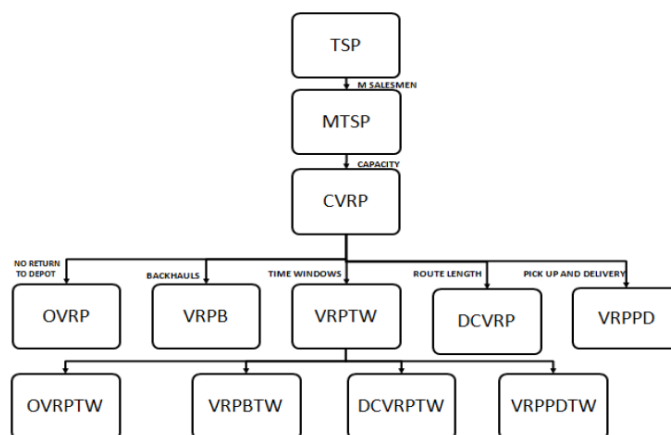 TSP
M SALESMEN
MTSP
CAPACITY
CVRP
NO RETURN
TO DEPOT
BACKHAULS
TIME WINDOWS
ROUTE LENGTH
PICK UP AND DELIVERY
OVRP
VRPB
VRPTW
DCVRP
VRPPD
OVRPTW
VRPBTW
DCVRPTW
VRPPDTW